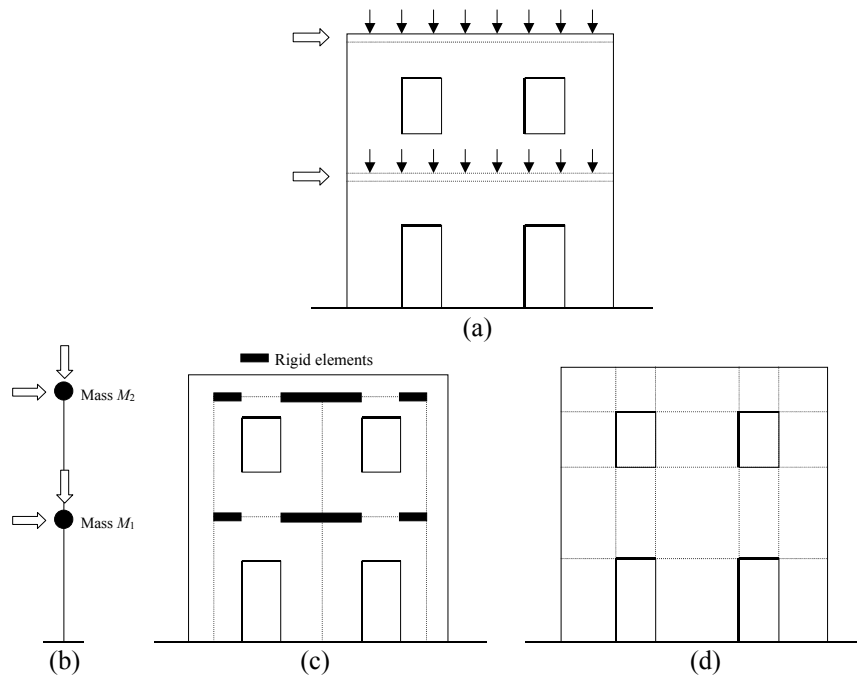 (a)
Rigid elements
Mass M₂
Mass M₁
(b)
(c)
(d)